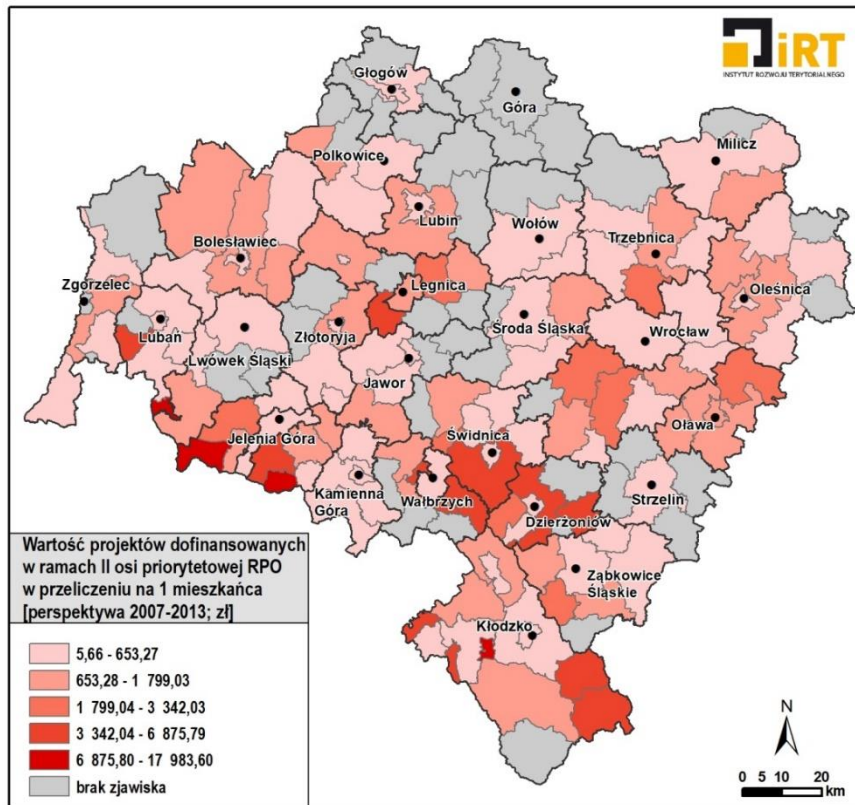 iRT
INSTYTUT ROZWOJU TERYTORIALNEGO
Głogów
Góra
Milicz
Polkowice
Lubin
Wołów
Trzebnica
Bolesławiec
Zgorzelec
Legnica
Oleśnica
Lubań
Złotoryja
Środa Śląska
Wrocław
Lwówek Śląski
Jawor
Jelenia Góra
Świdnica
Oława
Kamienna
Góra
Wałbrzych
Strzelin
Dzierżoniów
Ząbkowice
Śląskie
Kłodzko
Wartość projektów dofinansowanych
w ramach II osi priorytetowej RPO
w przeliczeniu na 1 mieszkańca
[perspektywa 2007-2013; zł]
5,66 - 653,27
653,28 - 1 799,03
1 799,04 - 3 342,03
3 342,04 - 6 875,79
6 875,80 - 17 983,60
brak zjawiska
N
0 5 10 20
km